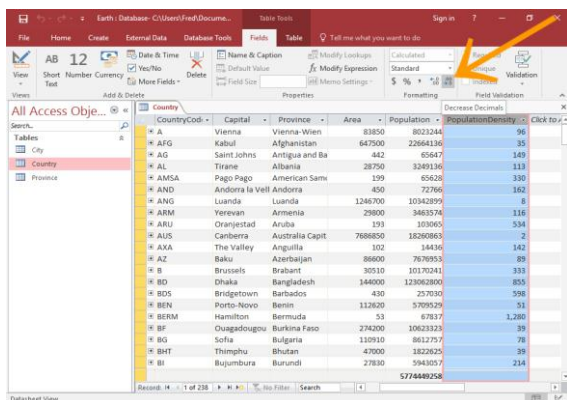 Earth : Database- C:\Users\Fred\Docume... Table Tools Sign in ?
File Home Create External Data Database Tools Fields Table Tell me what you want to do
View AB Short Text 12 Number Currency Date & Time Yes/No More Fields Delete
Name & Caption Default Value Field Size Modify Lookups Modify Expression Memo Settings
Calculated Standard $ % Required Unique Indexed Validation
Views Add & Delete Properties Formatting Field Validation
All Access Obje... Country Decrease Decimals
CountryCode Capital Province Area Population PopulationDensity Click to
Search...
Tables
City
Country
Province
A Vienna Vienna-Wien 83850 8023244 96
AFG Kabul Afghanistan 647500 22664136 35
AG Saint Johns Antigua and Ba 442 65647 149
AL Tirane Albania 28750 3249136 113
AMSA Pago Pago American Samo 199 65628 330
AND Andorra la Vell Andorra 450 72766 162
ANG Luanda Luanda 1246700 10342899 8
ARM Yerevan Armenia 29800 3463574 116
ARU Oranjestad Aruba 193 103065 534
AUS Canberra Australia Capit 7686850 18260863 2
AXA The Valley Anguilla 102 14436 142
AZ Baku Azerbaijan 86600 7676953 89
B Brussels Brabant 30510 10170241 333
BD Dhaka Bangladesh 144000 123062800 855
BDS Bridgetown Barbados 430 257030 598
BEN Porto-Novo Benin 112620 5709529 51
BERM Hamilton Bermuda 53 67837 1,280
BF Ouagadougou Burkina Faso 274200 10623323 39
BG Sofia Bulgaria 110910 8612757 78
BHT Thimphu Bhutan 47000 1822625 39
BI Bujumbura Burundi 27830 5943057 214
5774449258
Record: 1 of 238 No Filter Search
Datasheet View